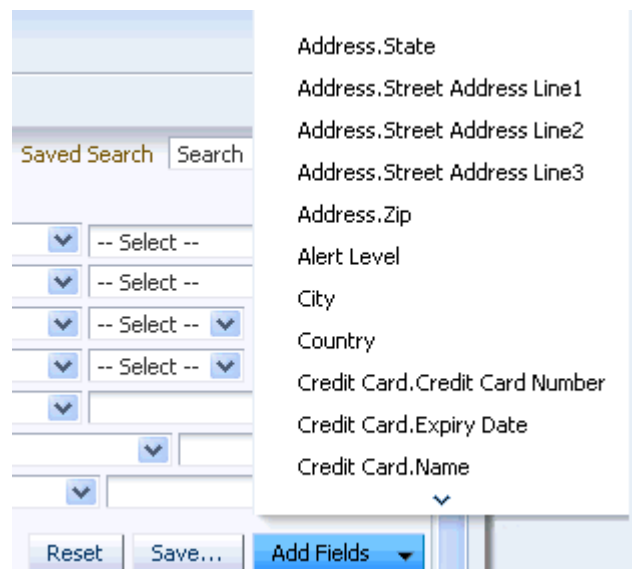 Address.State
Address.Street Address Line1
Address.Street Address Line2
Address.Street Address Line3
Address.Zip
Alert Level
City
Country
Credit Card.Credit Card Number
Credit Card.Expiry Date
Credit Card.Name
Saved Search Search
-- Select --
-- Select --
-- Select --
-- Select --
Reset Save... Add Fields